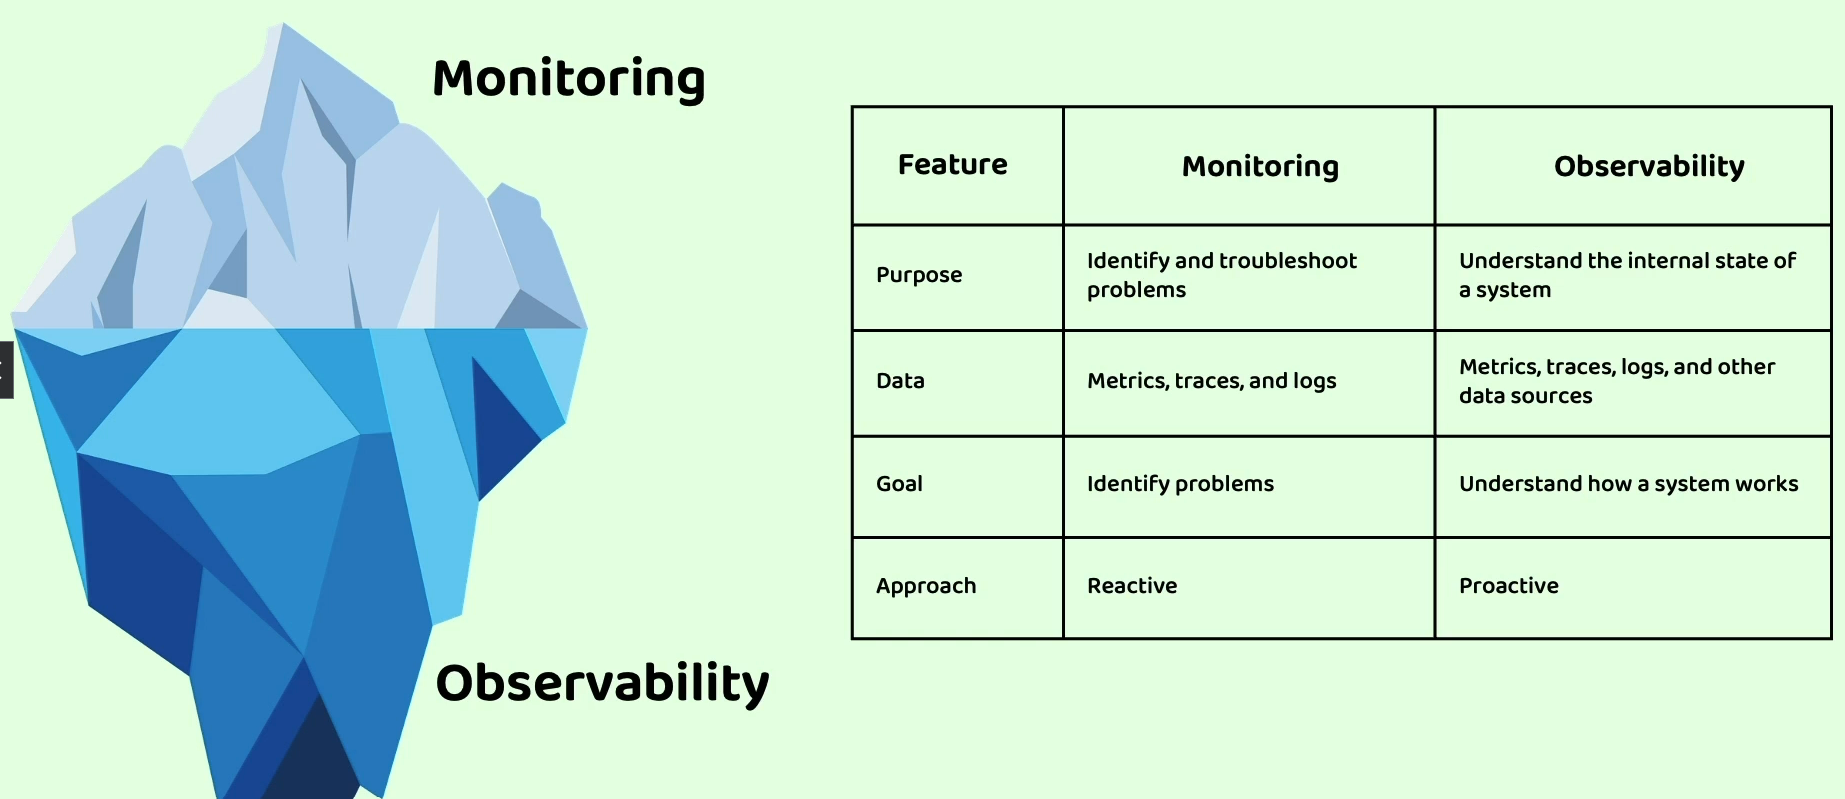 Monitoring
Observability
Feature
Monitoring
Observability
Purpose
Identify and troubleshoot
problems
Understand the internal state of
a system
Data
Metrics, traces, and logs
Metrics, traces, logs, and other
data sources
Goal
Identify problems
Understand how a system works
Approach
Reactive
Proactive